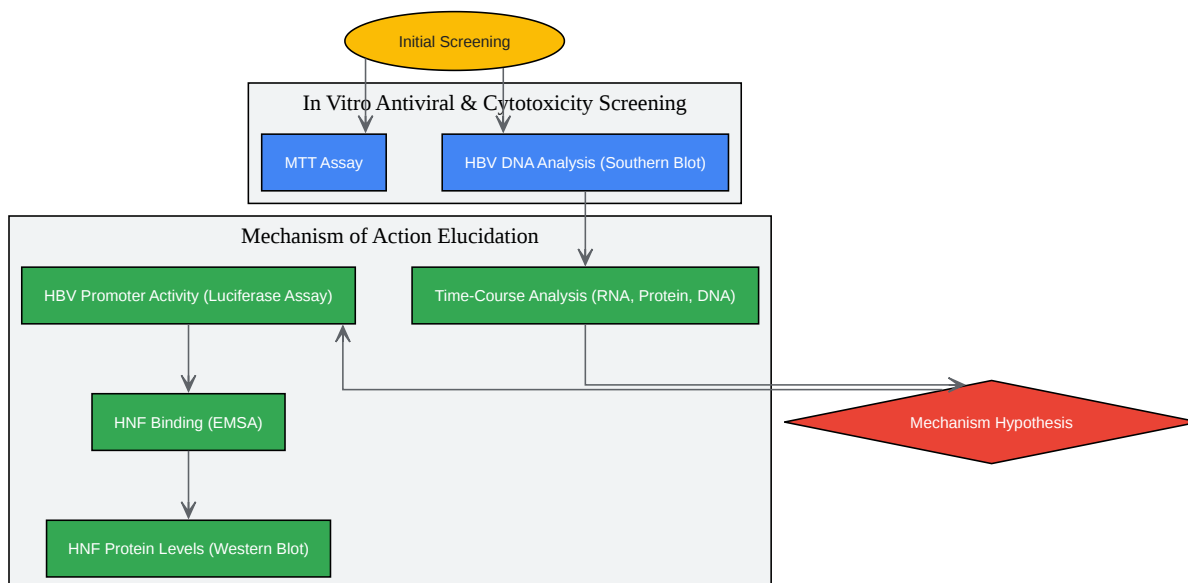 Initial Screening
In Vitro Antiviral & Cytotoxicity Screening
MTT Assay
HBV DNA Analysis (Southern Blot)
Mechanism of Action Elucidation
HBV Promoter Activity (Luciferase Assay)
Time-Course Analysis (RNA, Protein, DNA)
HNF Binding (EMSA)
Mechanism Hypothesis
HNF Protein Levels (Western Blot)